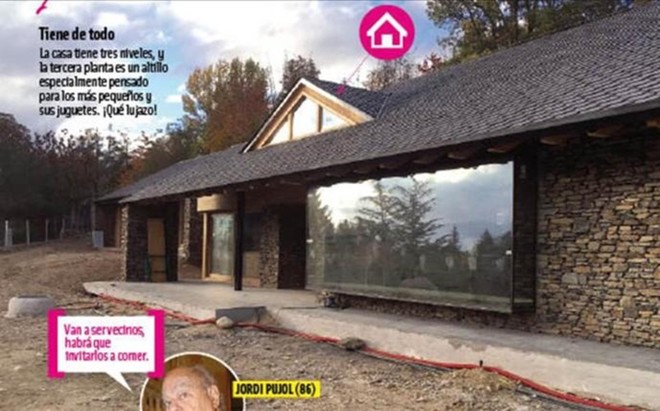 Tiene de todo
La casa tiene tres niveles, y
la tercera planta es un altillo
especialmente pensado
para los más pequeños y
sus juguetes. ¡Qué lujazo!
Van a ser vecinos,
habrá que
invitarlos a comer.
JORDI PUJOL (86)